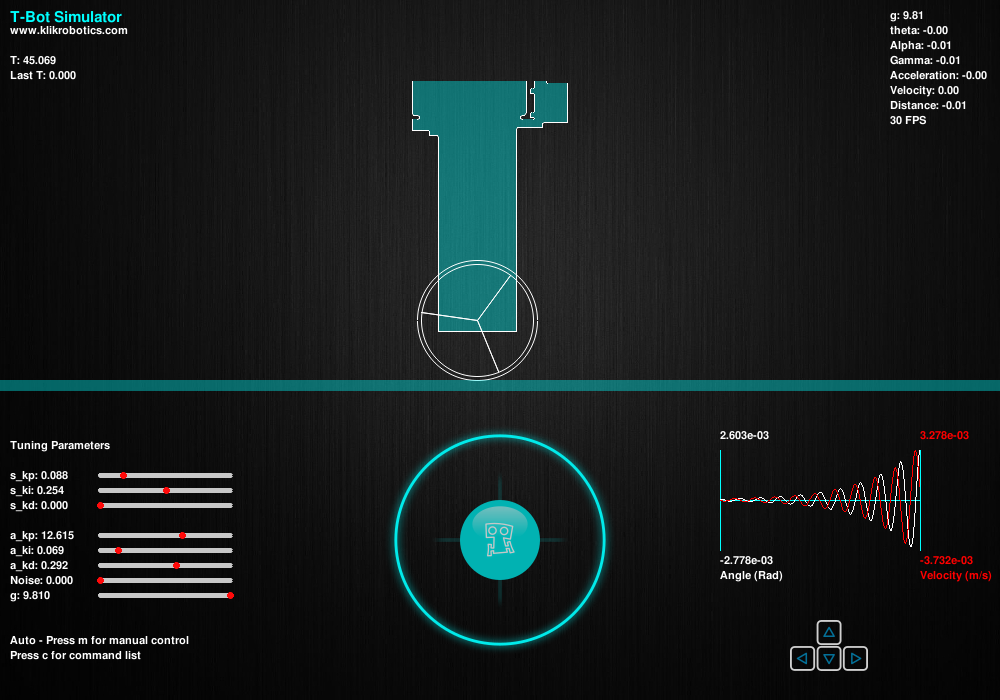 T-Bot Simulator
www.klikrobotics.com
T: 45.069
Last T: 0.000
g: 9.81
theta: -0.00
Alpha: -0.01
Gamma: -0.01
Acceleration: -0.00
Velocity: 0.00
Distance: -0.01
30 FPS
Tuning Parameters
s_kp: 0.088
s_ki: 0.254
s_kd: 0.000
a_kp: 12.615
a_ki: 0.069
a_kd: 0.292
Noise: 0.000
g: 9.810
Auto - Press m for manual control
Press c for command list
2.603e-03
3.278e-03
-2.778e-03
-3.732e-03
Angle (Rad)
Velocity (m/s)